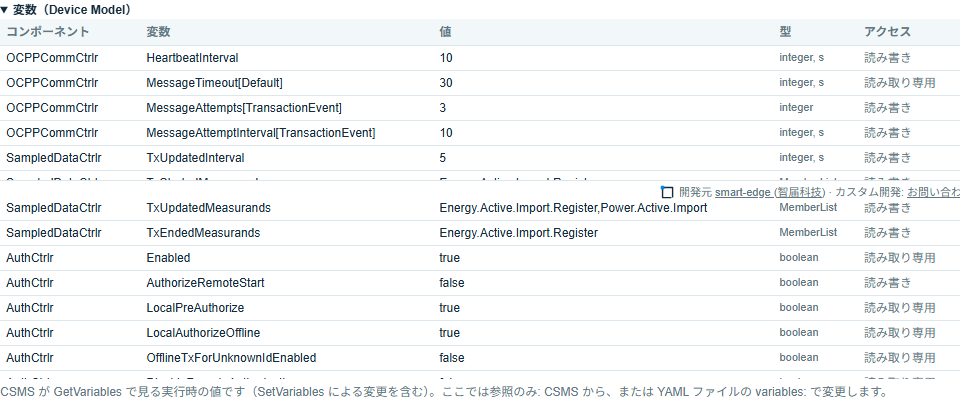 ▼ 変数（Device Model）
コンポーネント 変数 値 型 アクセス
OCPPCommCtrlr HeartbeatInterval 10 integer, s 読み書き
OCPPCommCtrlr MessageTimeout[Default] 30 integer, s 読み取り専用
OCPPCommCtrlr MessageAttempts[TransactionEvent] 3 integer 読み書き
OCPPCommCtrlr MessageAttemptInterval[TransactionEvent] 10 integer, s 読み書き
SampledDataCtrlr TxUpdatedInterval 5 integer, s 読み書き
開発元 smart-edge (智届科技) · カスタム開発: お問い合わ
SampledDataCtrlr TxUpdatedMeasurands Energy.Active.Import.Register,Power.Active.Import MemberList 読み書き
SampledDataCtrlr TxEndedMeasurands Energy.Active.Import.Register MemberList 読み書き
AuthCtrlr Enabled true boolean 読み取り専用
AuthCtrlr AuthorizeRemoteStart false boolean 読み書き
AuthCtrlr LocalPreAuthorize true boolean 読み取り専用
AuthCtrlr LocalAuthorizeOffline true boolean 読み取り専用
AuthCtrlr OfflineTxForUnknownIdEnabled false boolean 読み取り専用
CSMS が GetVariables で見る実行時の値です（SetVariables による変更を含む）。ここでは参照のみ: CSMS から、または YAML ファイルの variables: で変更します。